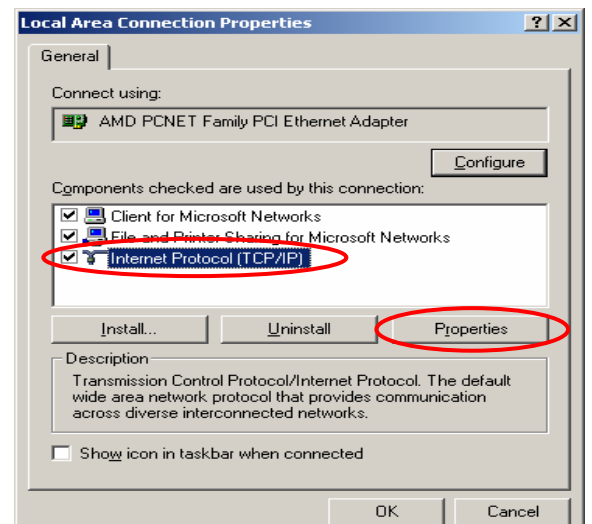 Local Area Connection Properties
General
Connect using:
AMD PCNET Family PCI Ethernet Adapter
Configure
Components checked are used by this connection:
Client for Microsoft Networks
File and Printer Sharing for Microsoft Networks
Internet Protocol (TCP/IP)
Install... Uninstall Properties
Description
Transmission Control Protocol/Internet Protocol. The default
wide area network protocol that provides communication
across diverse interconnected networks.
Show icon in taskbar when connected
OK Cancel